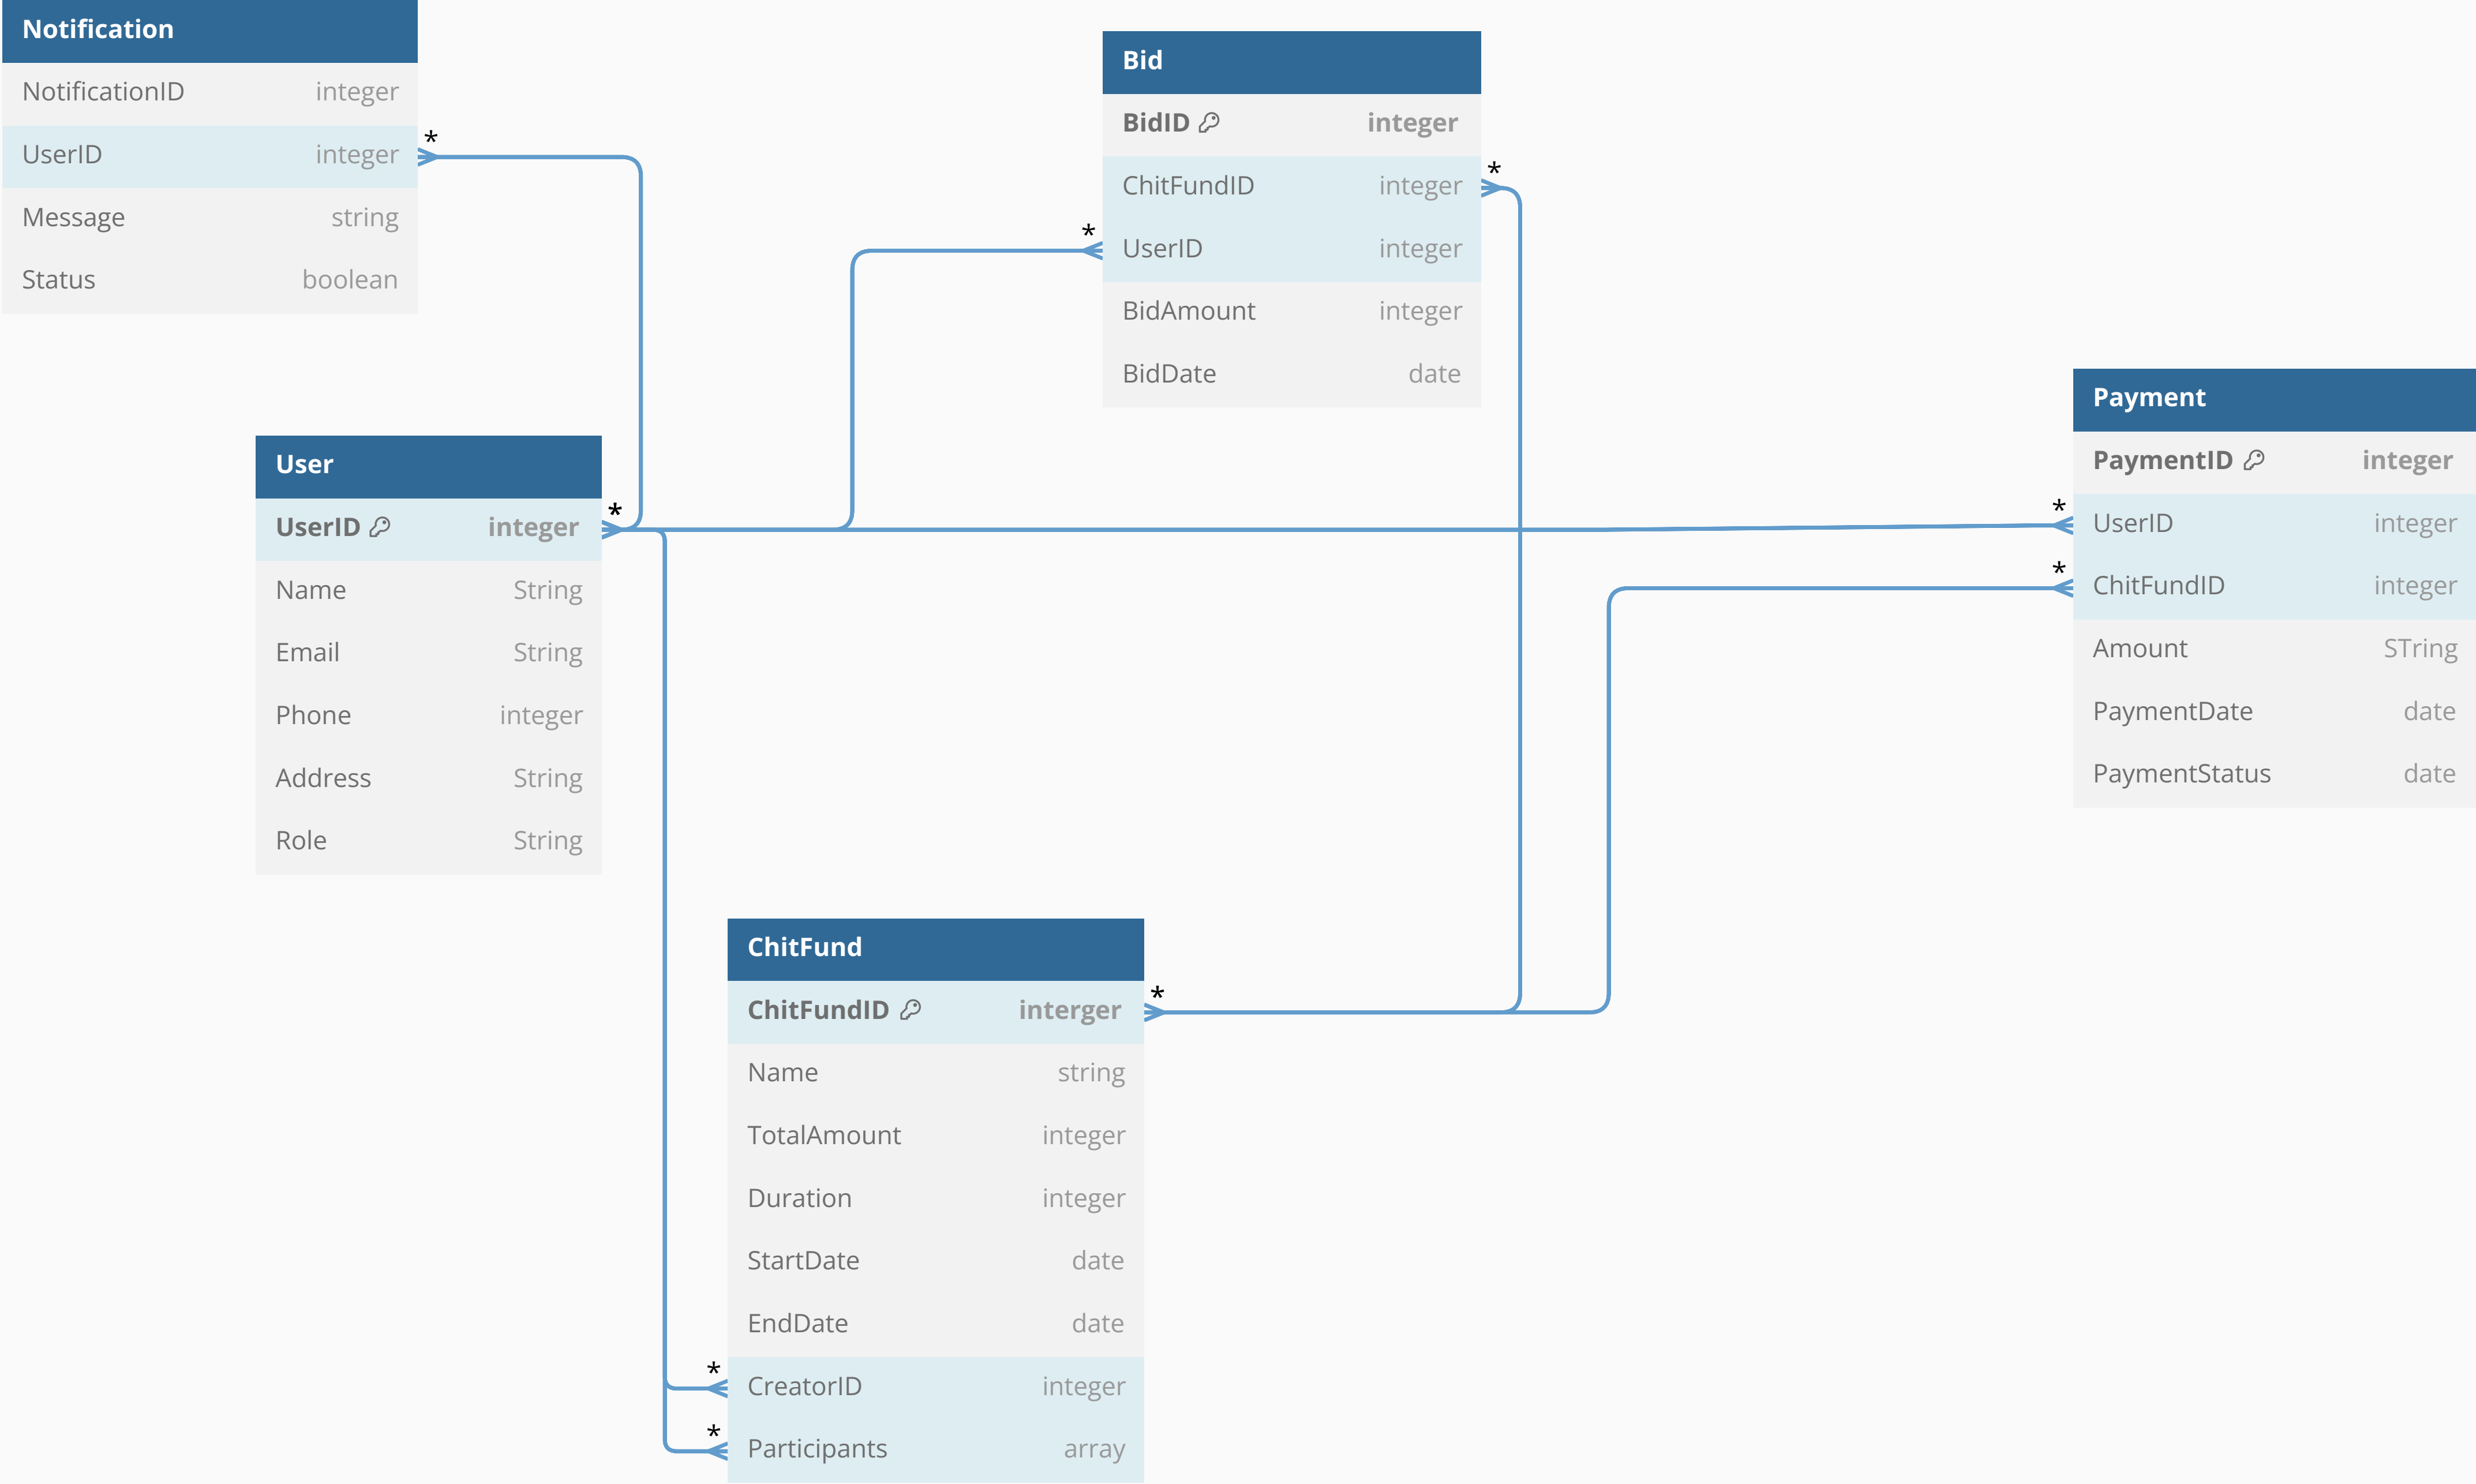 Notification
NotificationID integer
UserID integer
Message string
Status boolean
*
Bid
BidID integer
ChitFundID integer
UserID integer
BidAmount integer
BidDate date
*
*
User
UserID integer
Name String
Email String
Phone integer
Address String
Role String
*
Payment
PaymentID integer
UserID integer
ChitFundID integer
Amount STring
PaymentDate date
PaymentStatus date
*
*
ChitFund
ChitFundID interger
Name string
TotalAmount integer
Duration integer
StartDate date
EndDate date
CreatorID integer
Participants array
*
*
*